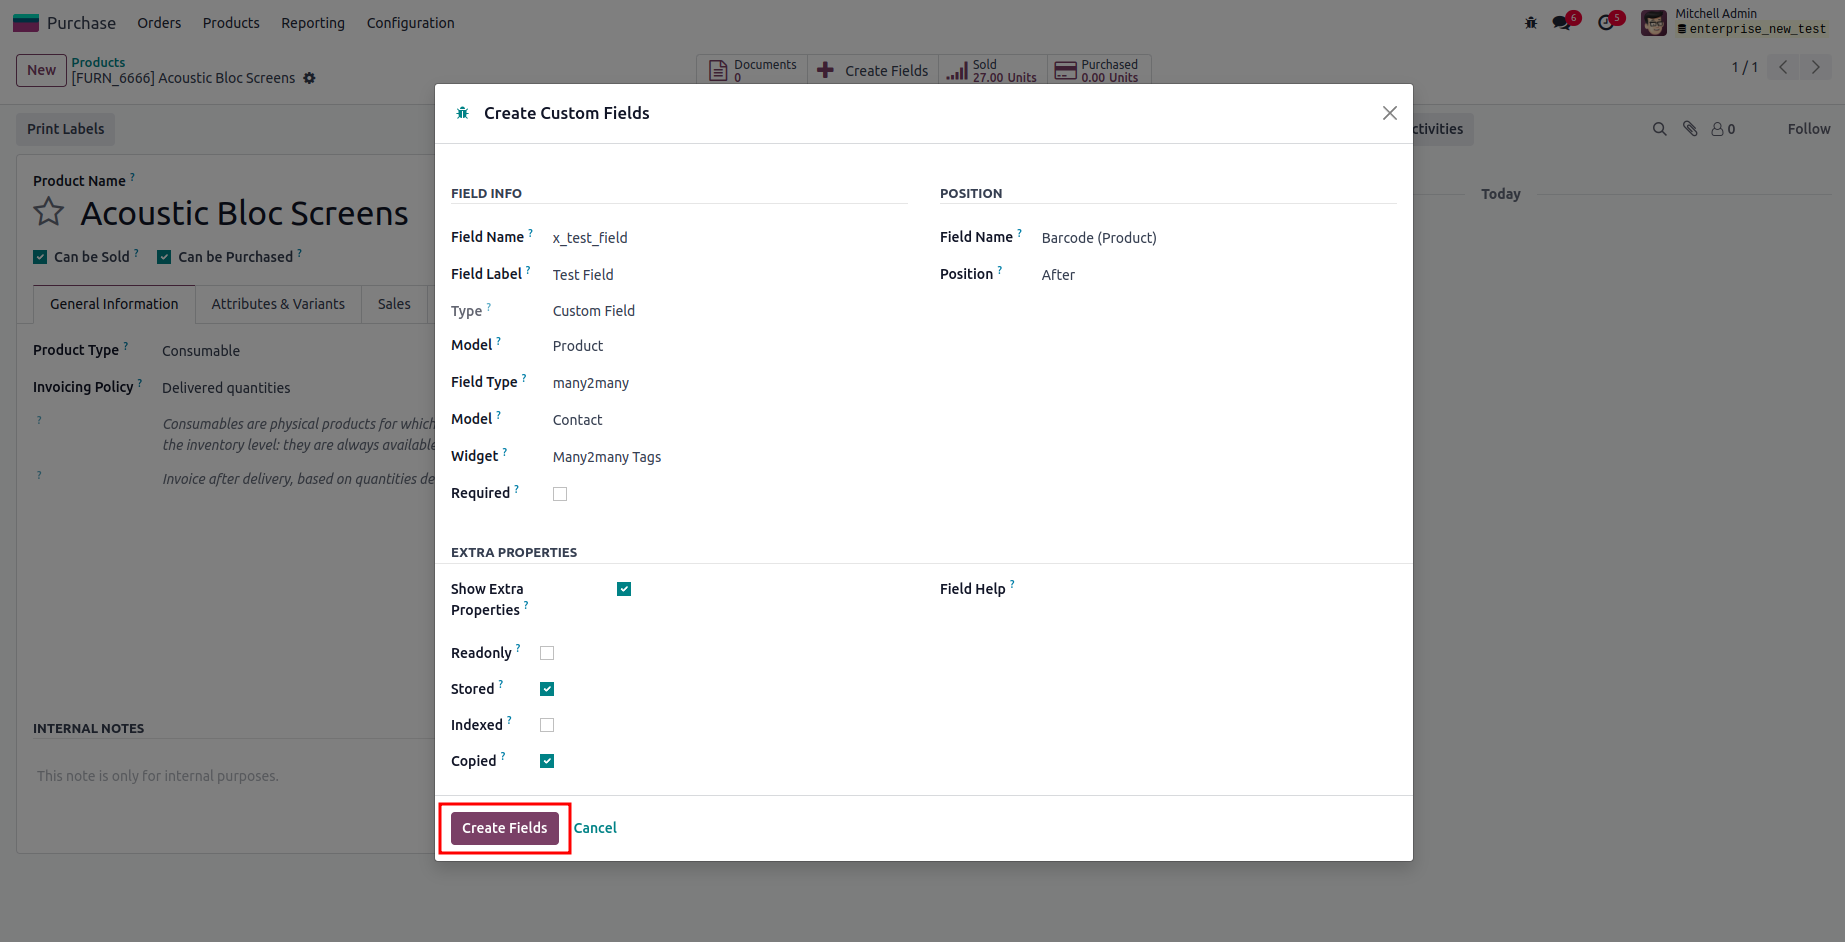 Purchase Orders Products Reporting Configuration
6 5 Mitchell Admin
enterprise_new_test
New Products
[FURN_6666] Acoustic Bloc Screens
Documents
0
Create Fields
Sold
27.00 Units
Purchased
0.00 Units
1 / 1
Print Labels
ctivities
0 Follow
Today
Product Name ?
Acoustic Bloc Screens
Can be Sold ? Can be Purchased ?
General Information Attributes & Variants Sales
Product Type ? Consumable
Invoicing Policy ? Delivered quantities
? Consumables are physical products for which
the inventory level: they are always available
? Invoice after delivery, based on quantities de
INTERNAL NOTES
This note is only for internal purposes.
Create Custom Fields
FIELD INFO
Field Name ? x_test_field
Field Label ? Test Field
Type ? Custom Field
Model ? Product
Field Type ? many2many
Model ? Contact
Widget ? Many2many Tags
Required ?
POSITION
Field Name ? Barcode (Product)
Position ? After
EXTRA PROPERTIES
Show Extra
Properties ?
Field Help ?
Readonly ?
Stored ?
Indexed ?
Copied ?
Create Fields Cancel